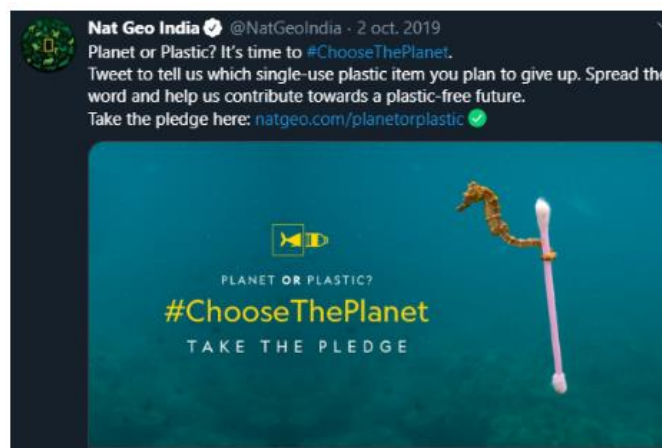 Nat Geo India @NatGeoIndia · 2 oct. 2019
Planet or Plastic? It's time to #ChooseThePlanet.
Tweet to tell us which single-use plastic item you plan to give up. Spread the
word and help us contribute towards a plastic-free future.
Take the pledge here: natgeo.com/planetorplastic
PLANET OR PLASTIC?
#ChooseThePlanet
TAKE THE PLEDGE